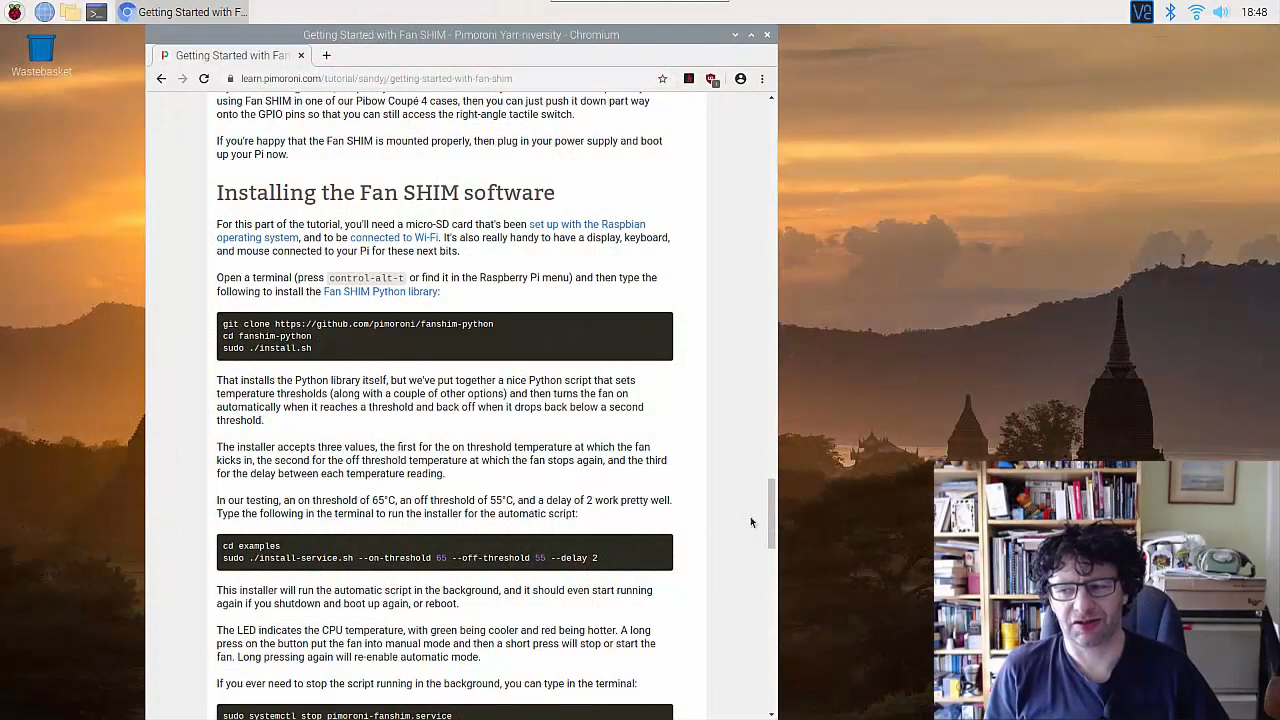 Getting Started with F...
18:48
Wastebasket
Getting Started with Fan SHIM - Pimoroni Yarr-niversity - Chromium
Getting Started with Fan
learn.pimoroni.com/tutorial/sandyj/getting-started-with-fan-shim
using Fan SHIM in one of our Pibow Coupé 4 cases, then you can just push it down part way
onto the GPIO pins so that you can still access the right-angle tactile switch.
If you're happy that the Fan SHIM is mounted properly, then plug in your power supply and boot
up your Pi now.
Installing the Fan SHIM software
For this part of the tutorial, you'll need a micro-SD card that's been set up with the Raspbian
operating system, and to be connected to Wi-Fi. It's also really handy to have a display, keyboard,
and mouse connected to your Pi for these next bits.
Open a terminal (press control-alt-t or find it in the Raspberry Pi menu) and then type the
following to install the Fan SHIM Python library:
git clone https://github.com/pimoroni/fanshim-python
cd fanshim-python
sudo ./install.sh
That installs the Python library itself, but we've put together a nice Python script that sets
temperature thresholds (along with a couple of other options) and then turns the fan on
automatically when it reaches a threshold and back off when it drops back below a second
threshold.
The installer accepts three values, the first for the on threshold temperature at which the fan
kicks in, the second for the off threshold temperature at which the fan stops again, and the third
for the delay between each temperature reading.
In our testing, an on threshold of 65°C, an off threshold of 55°C, and a delay of 2 work pretty well.
Type the following in the terminal to run the installer for the automatic script:
cd examples
sudo ./install-service.sh --on-threshold 65 --off-threshold 55 --delay 2
This installer will run the automatic script in the background, and it should even start running
again if you shutdown and boot up again, or reboot.
The LED indicates the CPU temperature, with green being cooler and red being hotter. A long
press on the button put the fan into manual mode and then a short press will stop or start the
fan. Long pressing again will re-enable automatic mode.
If you ever need to stop the script running in the background, you can type in the terminal:
sudo systemctl stop pimoroni-fanshim.service